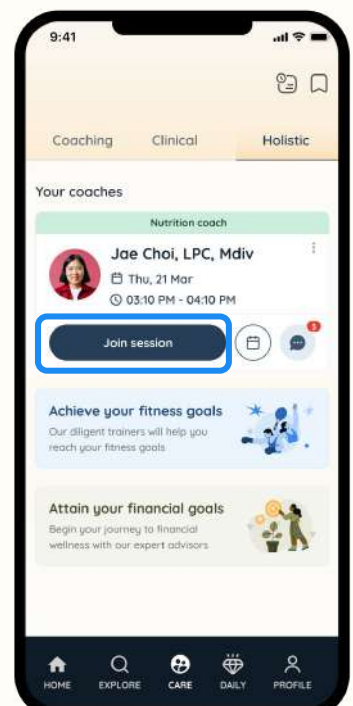 9:41
Coaching Clinical Holistic
Your coaches
Nutrition coach
Jae Choi, LPC, Mdiv
Thu, 21 Mar
03:10 PM - 04:10 PM
Join session
3
Achieve your fitness goals
Our diligent trainers will help you
reach your fitness goals
Attain your financial goals
Begin your journey to financial
wellness with our expert advisors
HOME EXPLORE CARE DAILY PROFILE